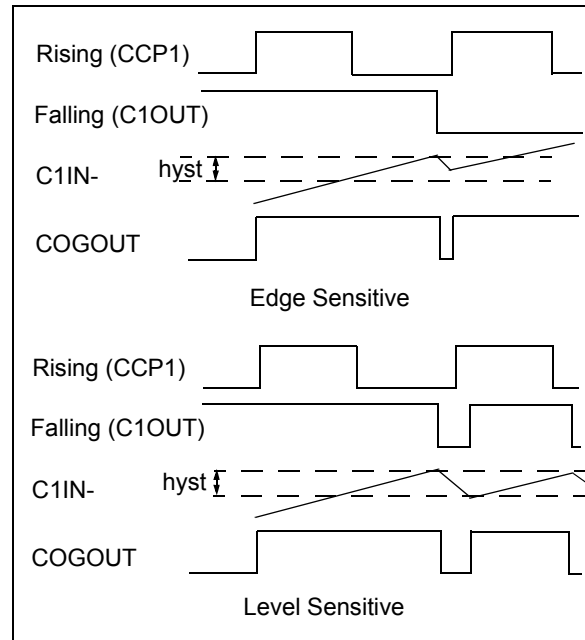 Rising (CCP1)
Falling (C1OUT)
hyst
C1IN-
COGOUT
Edge Sensitive
Rising (CCP1)
Falling (C1OUT)
hyst
C1IN-
COGOUT
Level Sensitive